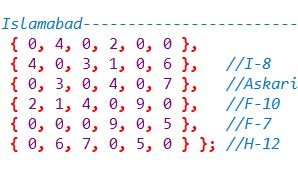 Islamabad-------------------------
{ 0, 4, 0, 2, 0, 0 },
{ 4, 0, 3, 1, 0, 6 }, //I-8
{ 0, 3, 0, 4, 0, 7 }, //Askari
{ 2, 1, 4, 0, 9, 0 }, //F-10
{ 0, 0, 0, 9, 0, 5 }, //F-7
{ 0, 6, 7, 0, 5, 0 } }; //H-12